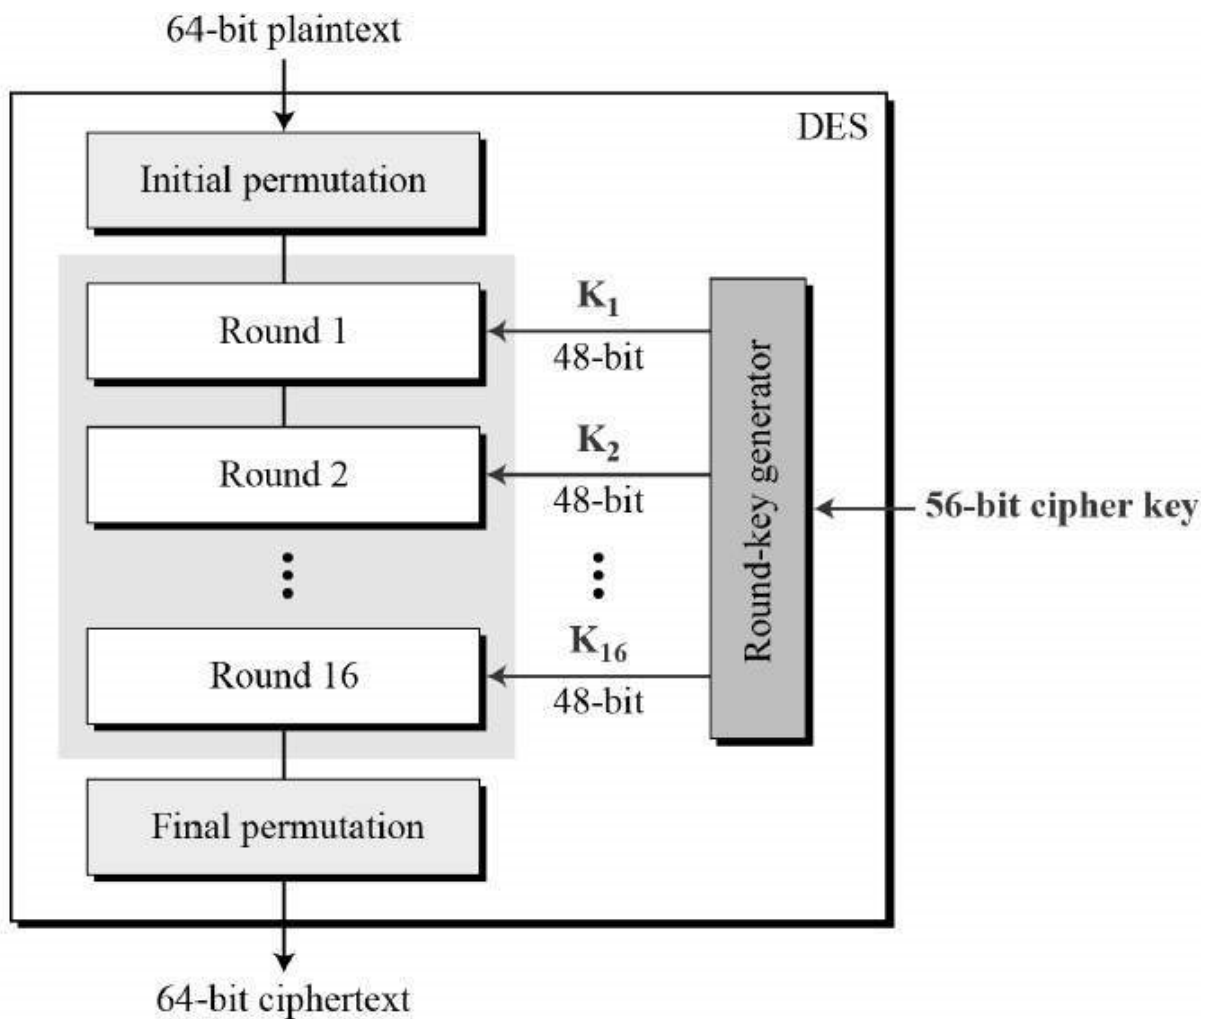 64-bit plaintext
DES
Initial permutation
Round 1
K1
48-bit
Round 2
K2
48-bit
Round-key generator
56-bit cipher key
Round 16
K16
48-bit
Final permutation
64-bit ciphertext